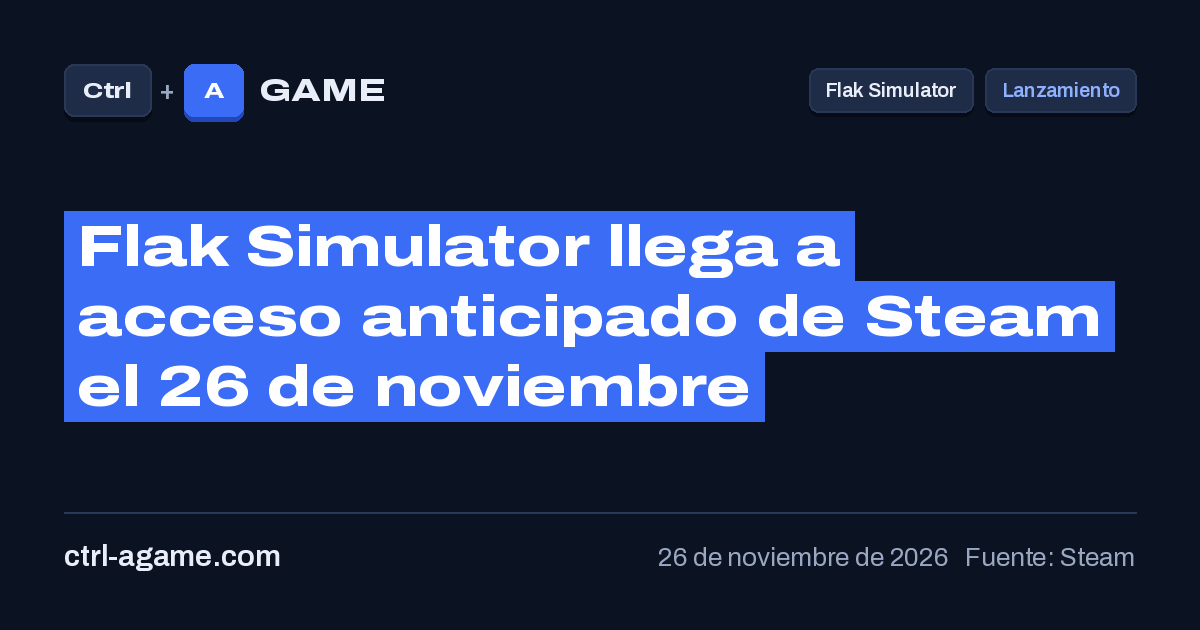 Ctrl + A GAME
Flak Simulator Lanzamiento
Flak Simulator llega a
acceso anticipado de Steam
el 26 de noviembre
ctrl-agame.com
26 de noviembre de 2026 Fuente: Steam